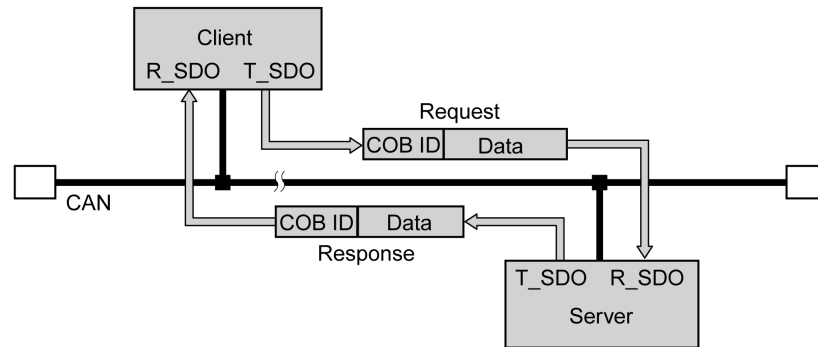 Client
R_SDO T_SDO
Request
COB ID Data
CAN
COB ID Data
Response
T_SDO R_SDO
Server